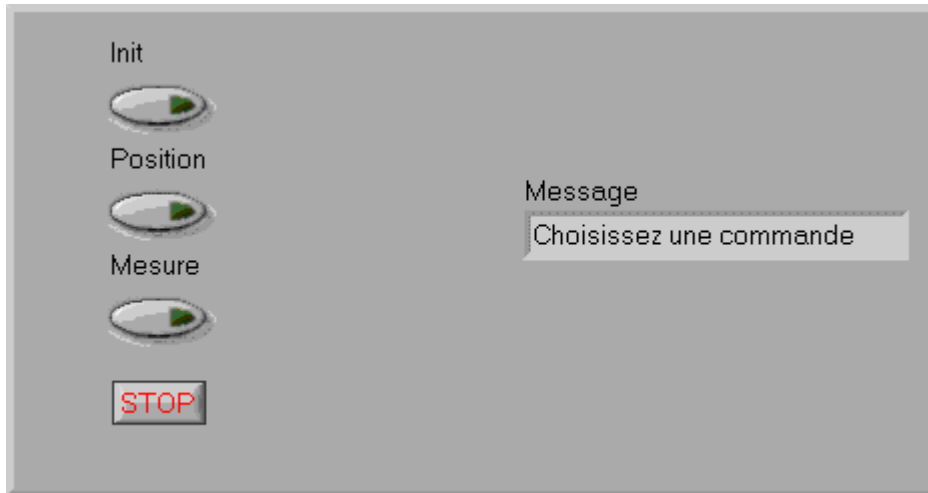 Init
Position
Mesure
STOP
Message
Choisissez une commande